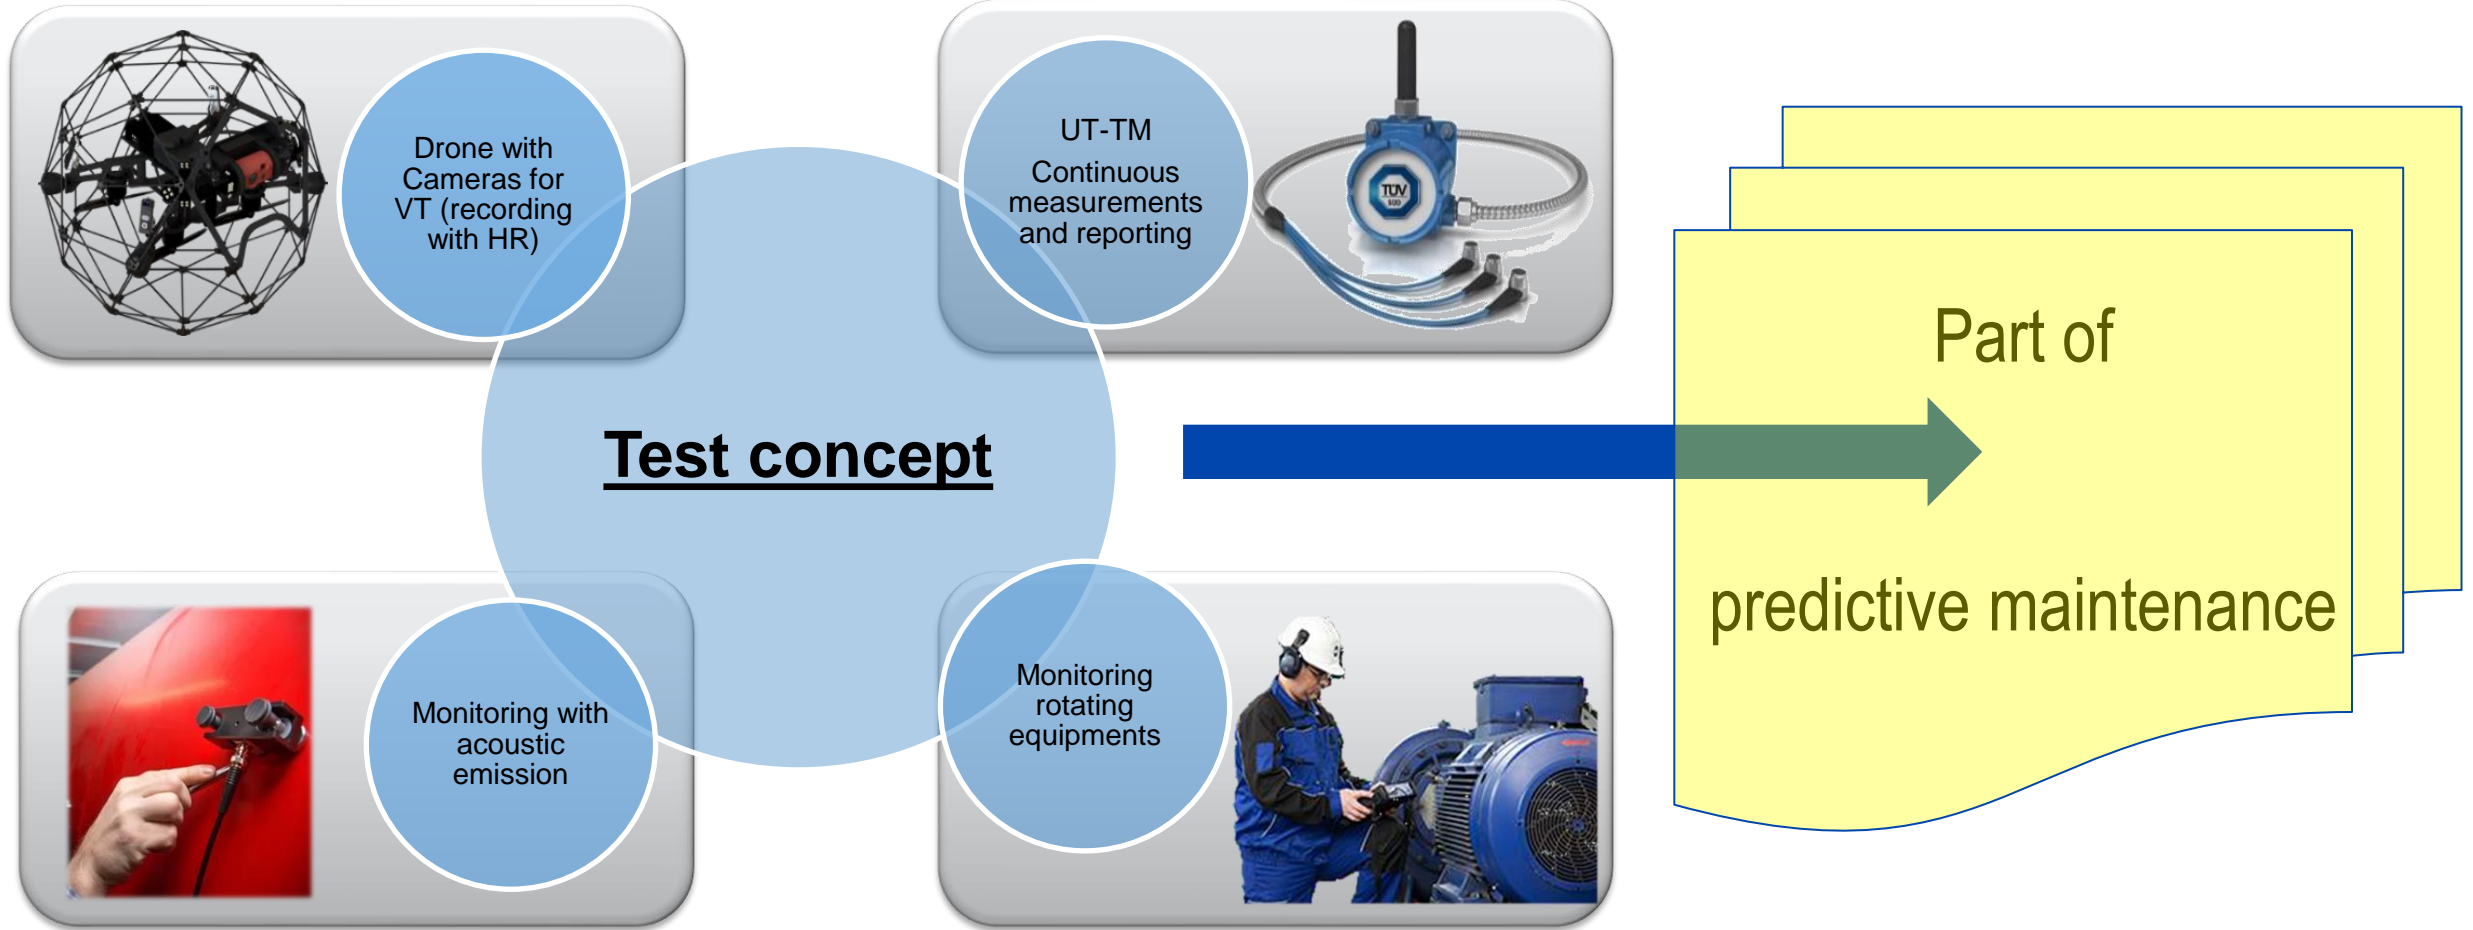 Drone with
Cameras for
VT (recording
with HR)
UT-TM
Continuous
measurements
and reporting
TÜV
SÜD
Test concept
Part of
predictive maintenance
Monitoring with
acoustic
emission
Monitoring
rotating
equipments